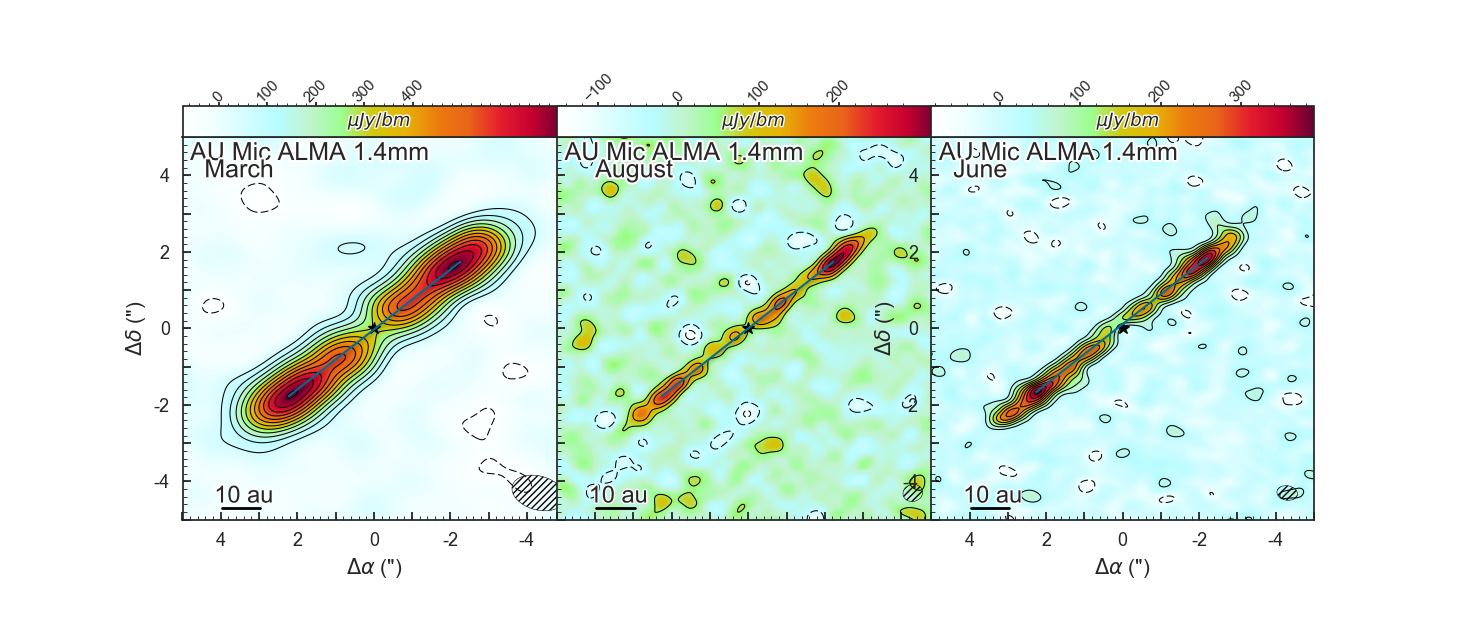 0 100 200 300 400
-100 0 100 200
0 100 200 300
μJy/bm μJy/bm μJy/bm
AU Mic ALMA 1.4mm
March
AU Mic ALMA 1.4mm
August
AU Mic ALMA 1.4mm
June
4
2
0
-2
-4
Δδ (")
4
2
0
-2
-4
Δδ (")
10 au
10 au
10 au
4 2 0 -2 -4
4 2 0 -2 -4
Δα (")
Δα (")